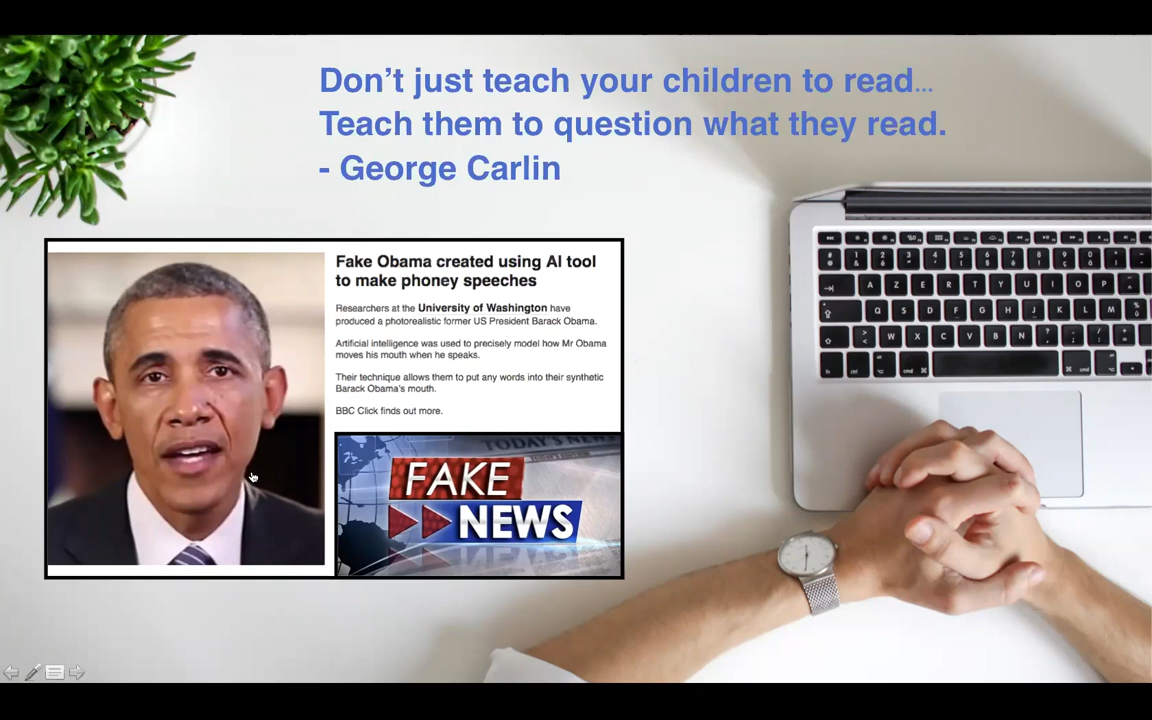 Don't just teach your children to read...
Teach them to question what they read.
- George Carlin
Fake Obama created using AI tool
to make phoney speeches
Researchers at the University of Washington have
produced a photorealistic former US President Barack Obama.
Artificial intelligence was used to precisely model how Mr Obama
moves his mouth when he speaks.
Their technique allows them to put any words into their synthetic
Barack Obama's mouth.
BBC Click finds out more.
TODAY'S NEWS
FAKE
NEWS
A Z E R T Y U I O P
Q S D F G H J K L M
W X C V B N